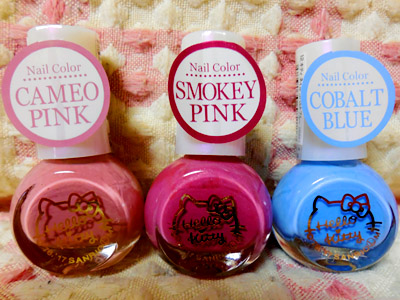 Nail Color
CAMEO
PINK
Nail Color
SMOKEY
PINK
Nail Color
COBALT
BLUE
Hello
Kitty
Hello
Kitty
Hello
Kitty